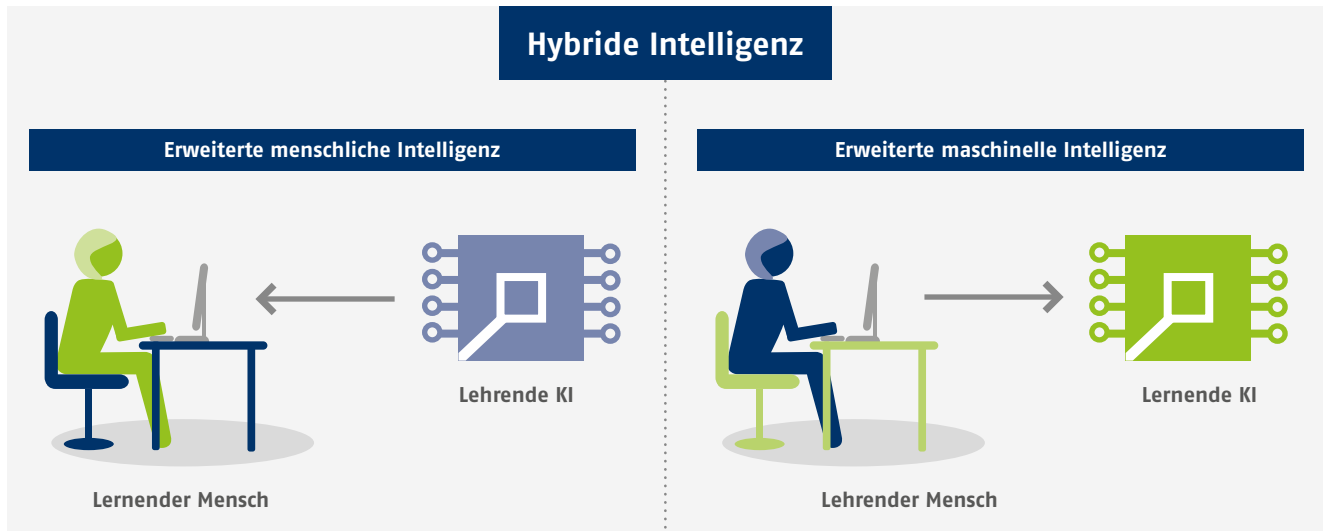 Hybride Intelligenz
Erweiterte menschliche Intelligenz
Lehrende KI
Lernender Mensch
Erweiterte maschinelle Intelligenz
Lernende KI
Lehrender Mensch